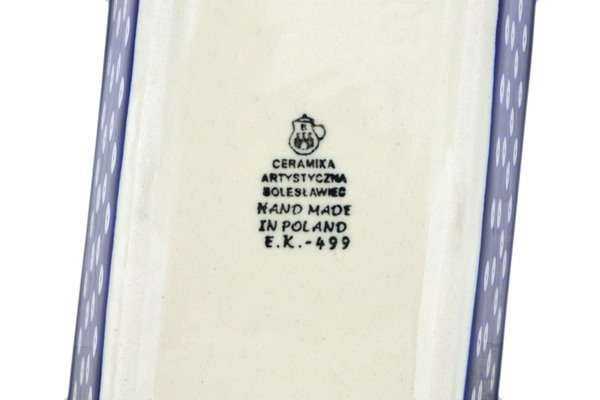 B
CERAMIKA
ARTYSTYCZNA
BOLESŁAWIEC
HAND MADE
IN POLAND
E.K.-499